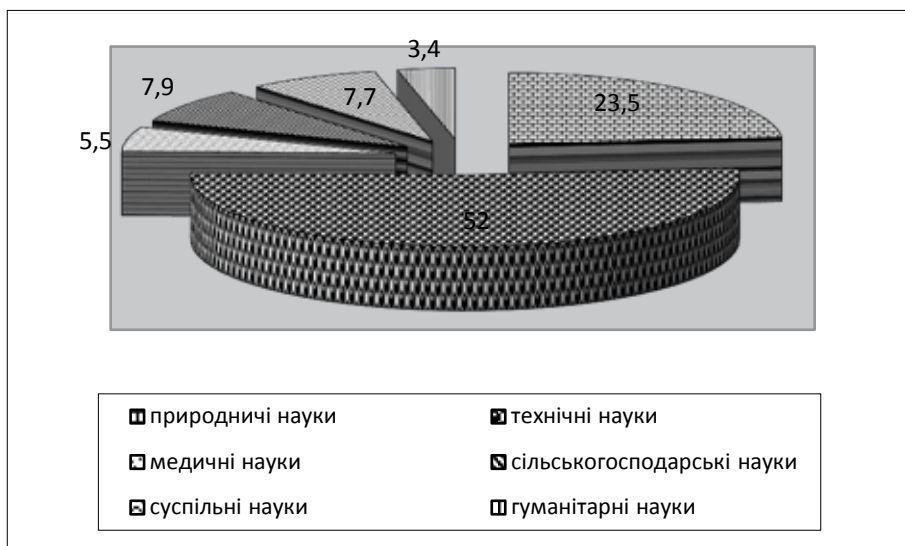 3,4
7,9
7,7
23,5
5,5
52
природничі науки
технічні науки
медичні науки
сільськогосподарські науки
суспільні науки
гуманітарні науки